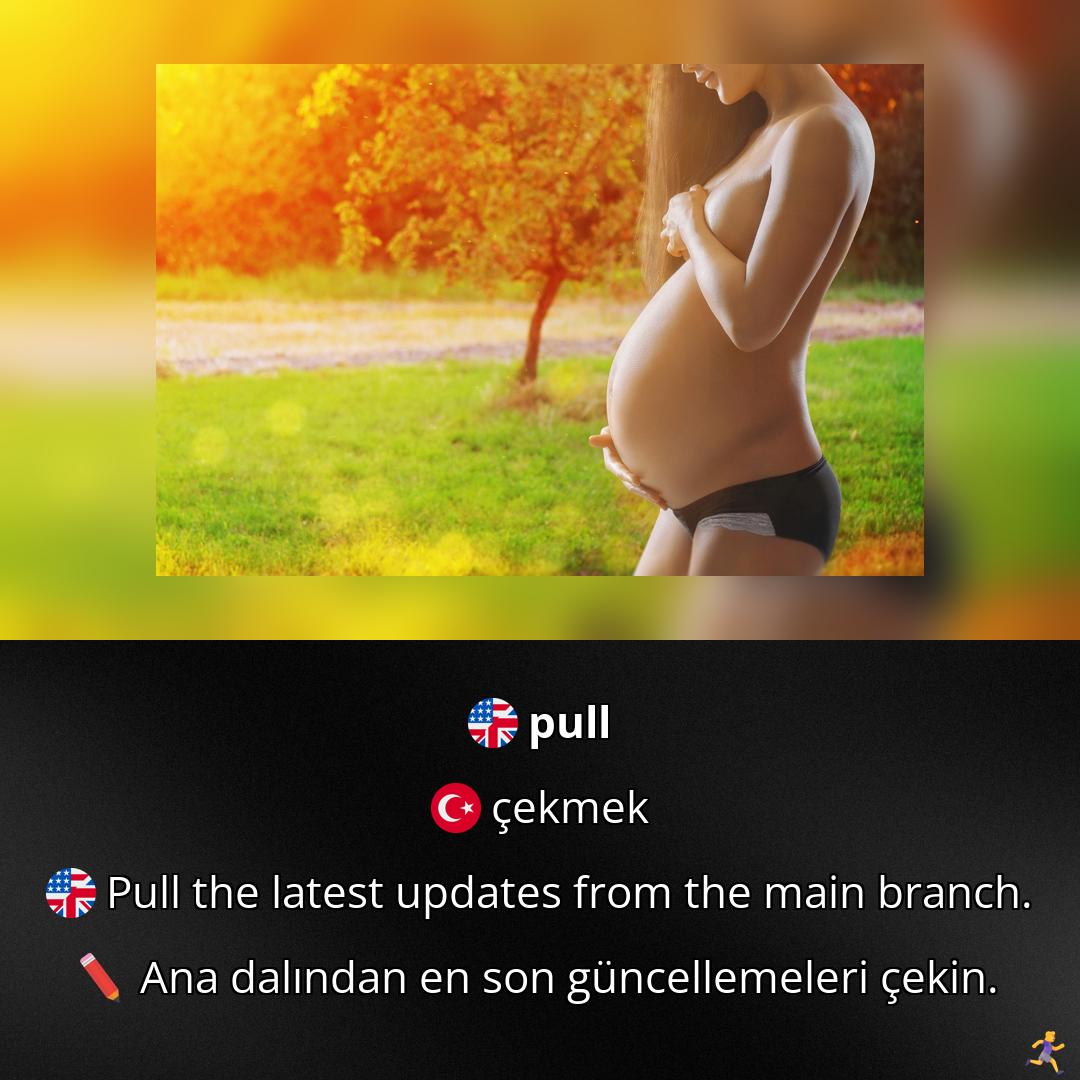 pull
çekmek
Pull the latest updates from the main branch.
Ana dalından en son güncellemeleri çekin.